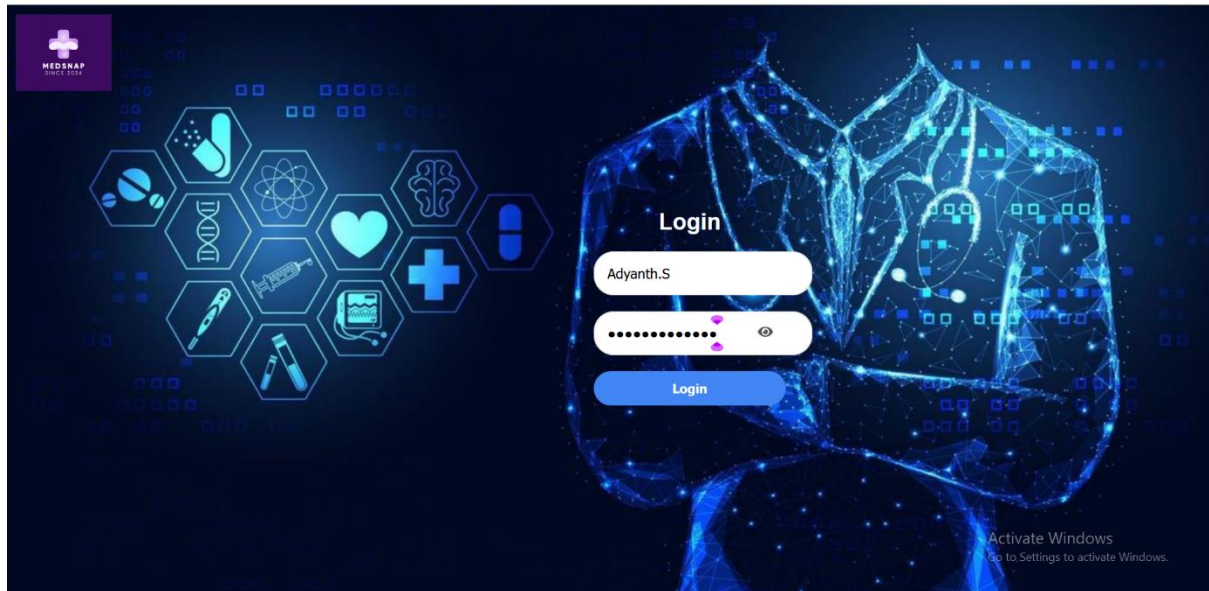 MEDSNAP
SINCE 2024
Login
Adyanth.S
•••••••••••••
Login
Activate Windows
Go to Settings to activate Windows.